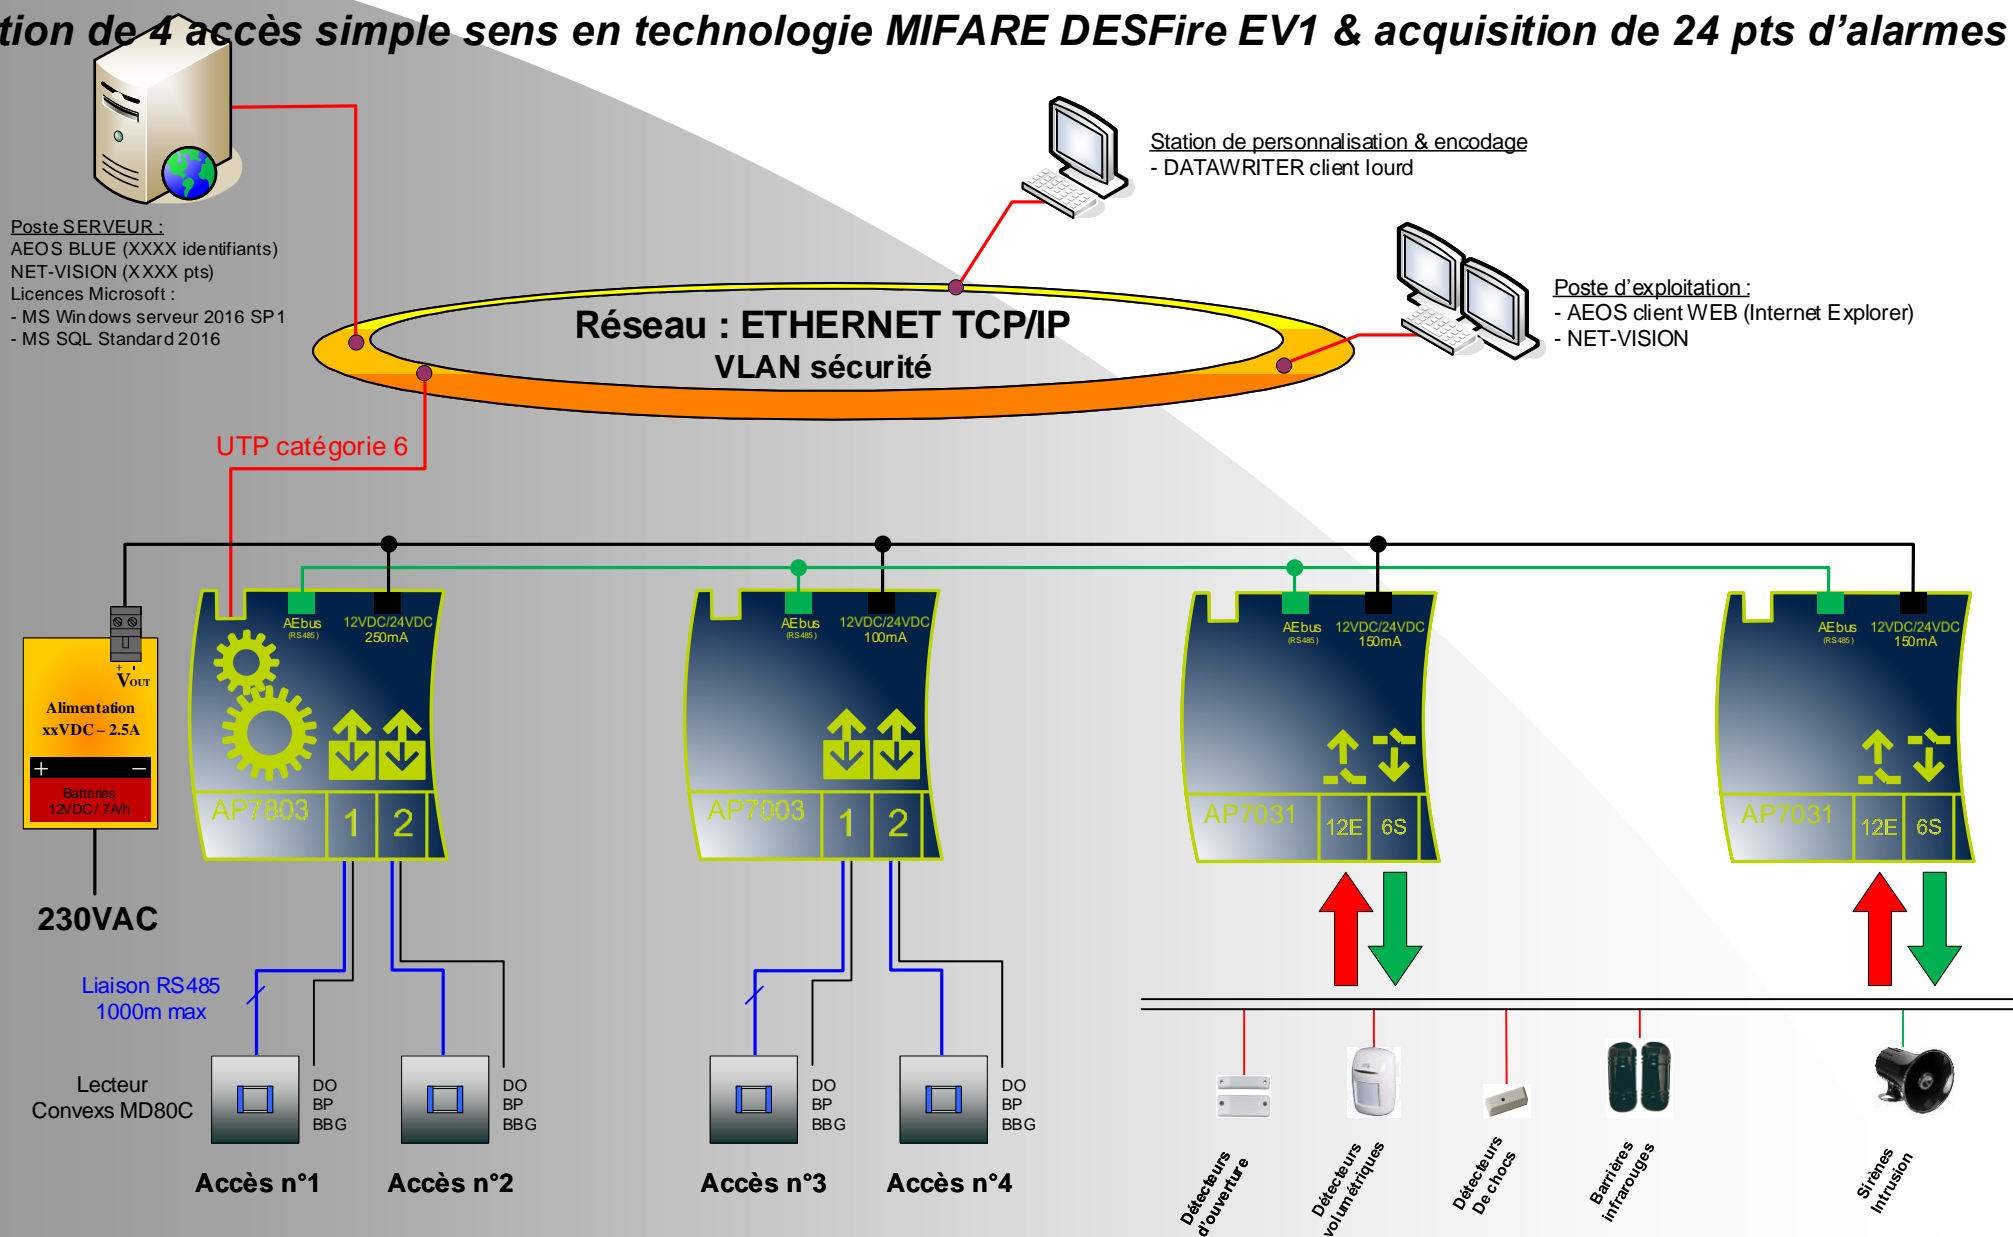 tion de 4 accès simple sens en technologie MIFARE DESFire EV1 & acquisition de 24 pts d'alarmes
Station de personnalisation & encodage
- DATAWRITER client lourd
Poste SERVEUR :
AEOS BLUE (XXXX identifiants)
NET-VISION (XXXX pts)
Licences Microsoft :
- MS Windows serveur 2016 SP1
- MS SQL Standard 2016
Poste d'exploitation :
- AEOS client WEB (Internet Explorer)
- NET-VISION
Réseau : ETHERNET TCP/IP
VLAN sécurité
UTP catégorie 6
AEbus
(RS485)
12VDC/24VDC
250mA
AEbus
(RS485)
12VDC/24VDC
100mA
AEbus
(RS485)
12VDC/24VDC
150mA
AEbus
(RS485)
12VDC/24VDC
150mA
+ -
VOUT
Alimentation
xxVDC – 2.5A
+ −
Batteries
12VDC / 7A/h
230VAC
AP7803
1
2
AP7003
1
2
AP7031
12E
6S
AP7031
12E
6S
Liaison RS485
1000m max
Lecteur
Convexs MD80C
DO
BP
BBG
DO
BP
BBG
DO
BP
BBG
DO
BP
BBG
Accès n°1
Accès n°2
Accès n°3
Accès n°4
Détecteurs
d'ouverture
Détecteurs
volumétriques
Détecteurs
De chocs
Barrières
infrarouges
Sirènes
Intrusion